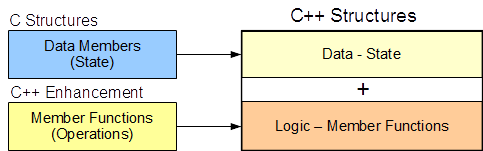 C Structures
C++ Structures
Data Members
(State)
Data - State
+
C++ Enhancement
Member Functions
(Operations)
Logic – Member Functions